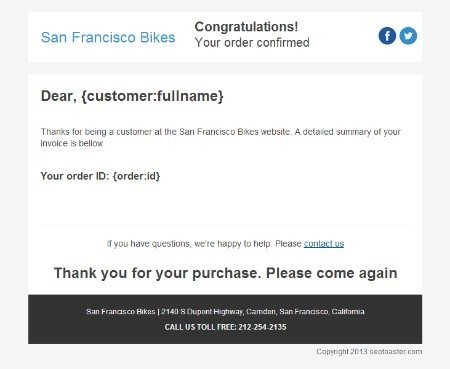 San Francisco Bikes
Congratulations!
Your order confirmed
Dear, {customer:fullname}
Thanks for being a customer at the San Francisco Bikes website. A detailed summary of your
invoice is bellow.
Your order ID: {order:id}
If you have questions, we're happy to help. Please contact us
Thank you for your purchase. Please come again
San Francisco Bikes | 2140 S Dupont Highway, Camden, San Francisco, California
CALL US TOLL FREE: 212-254-2135
Copyright 2013 seotoaster.com